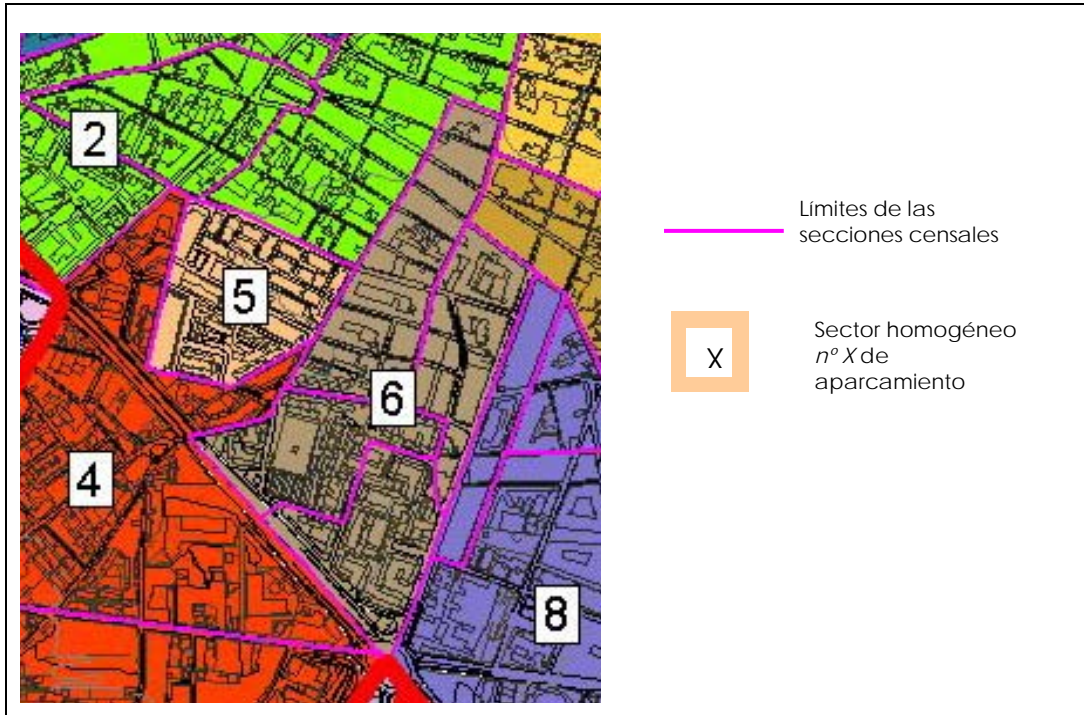 2
5
6
4
8
Límites de las
secciones censales
X
Sector homogéneo
nº X de
aparcamiento